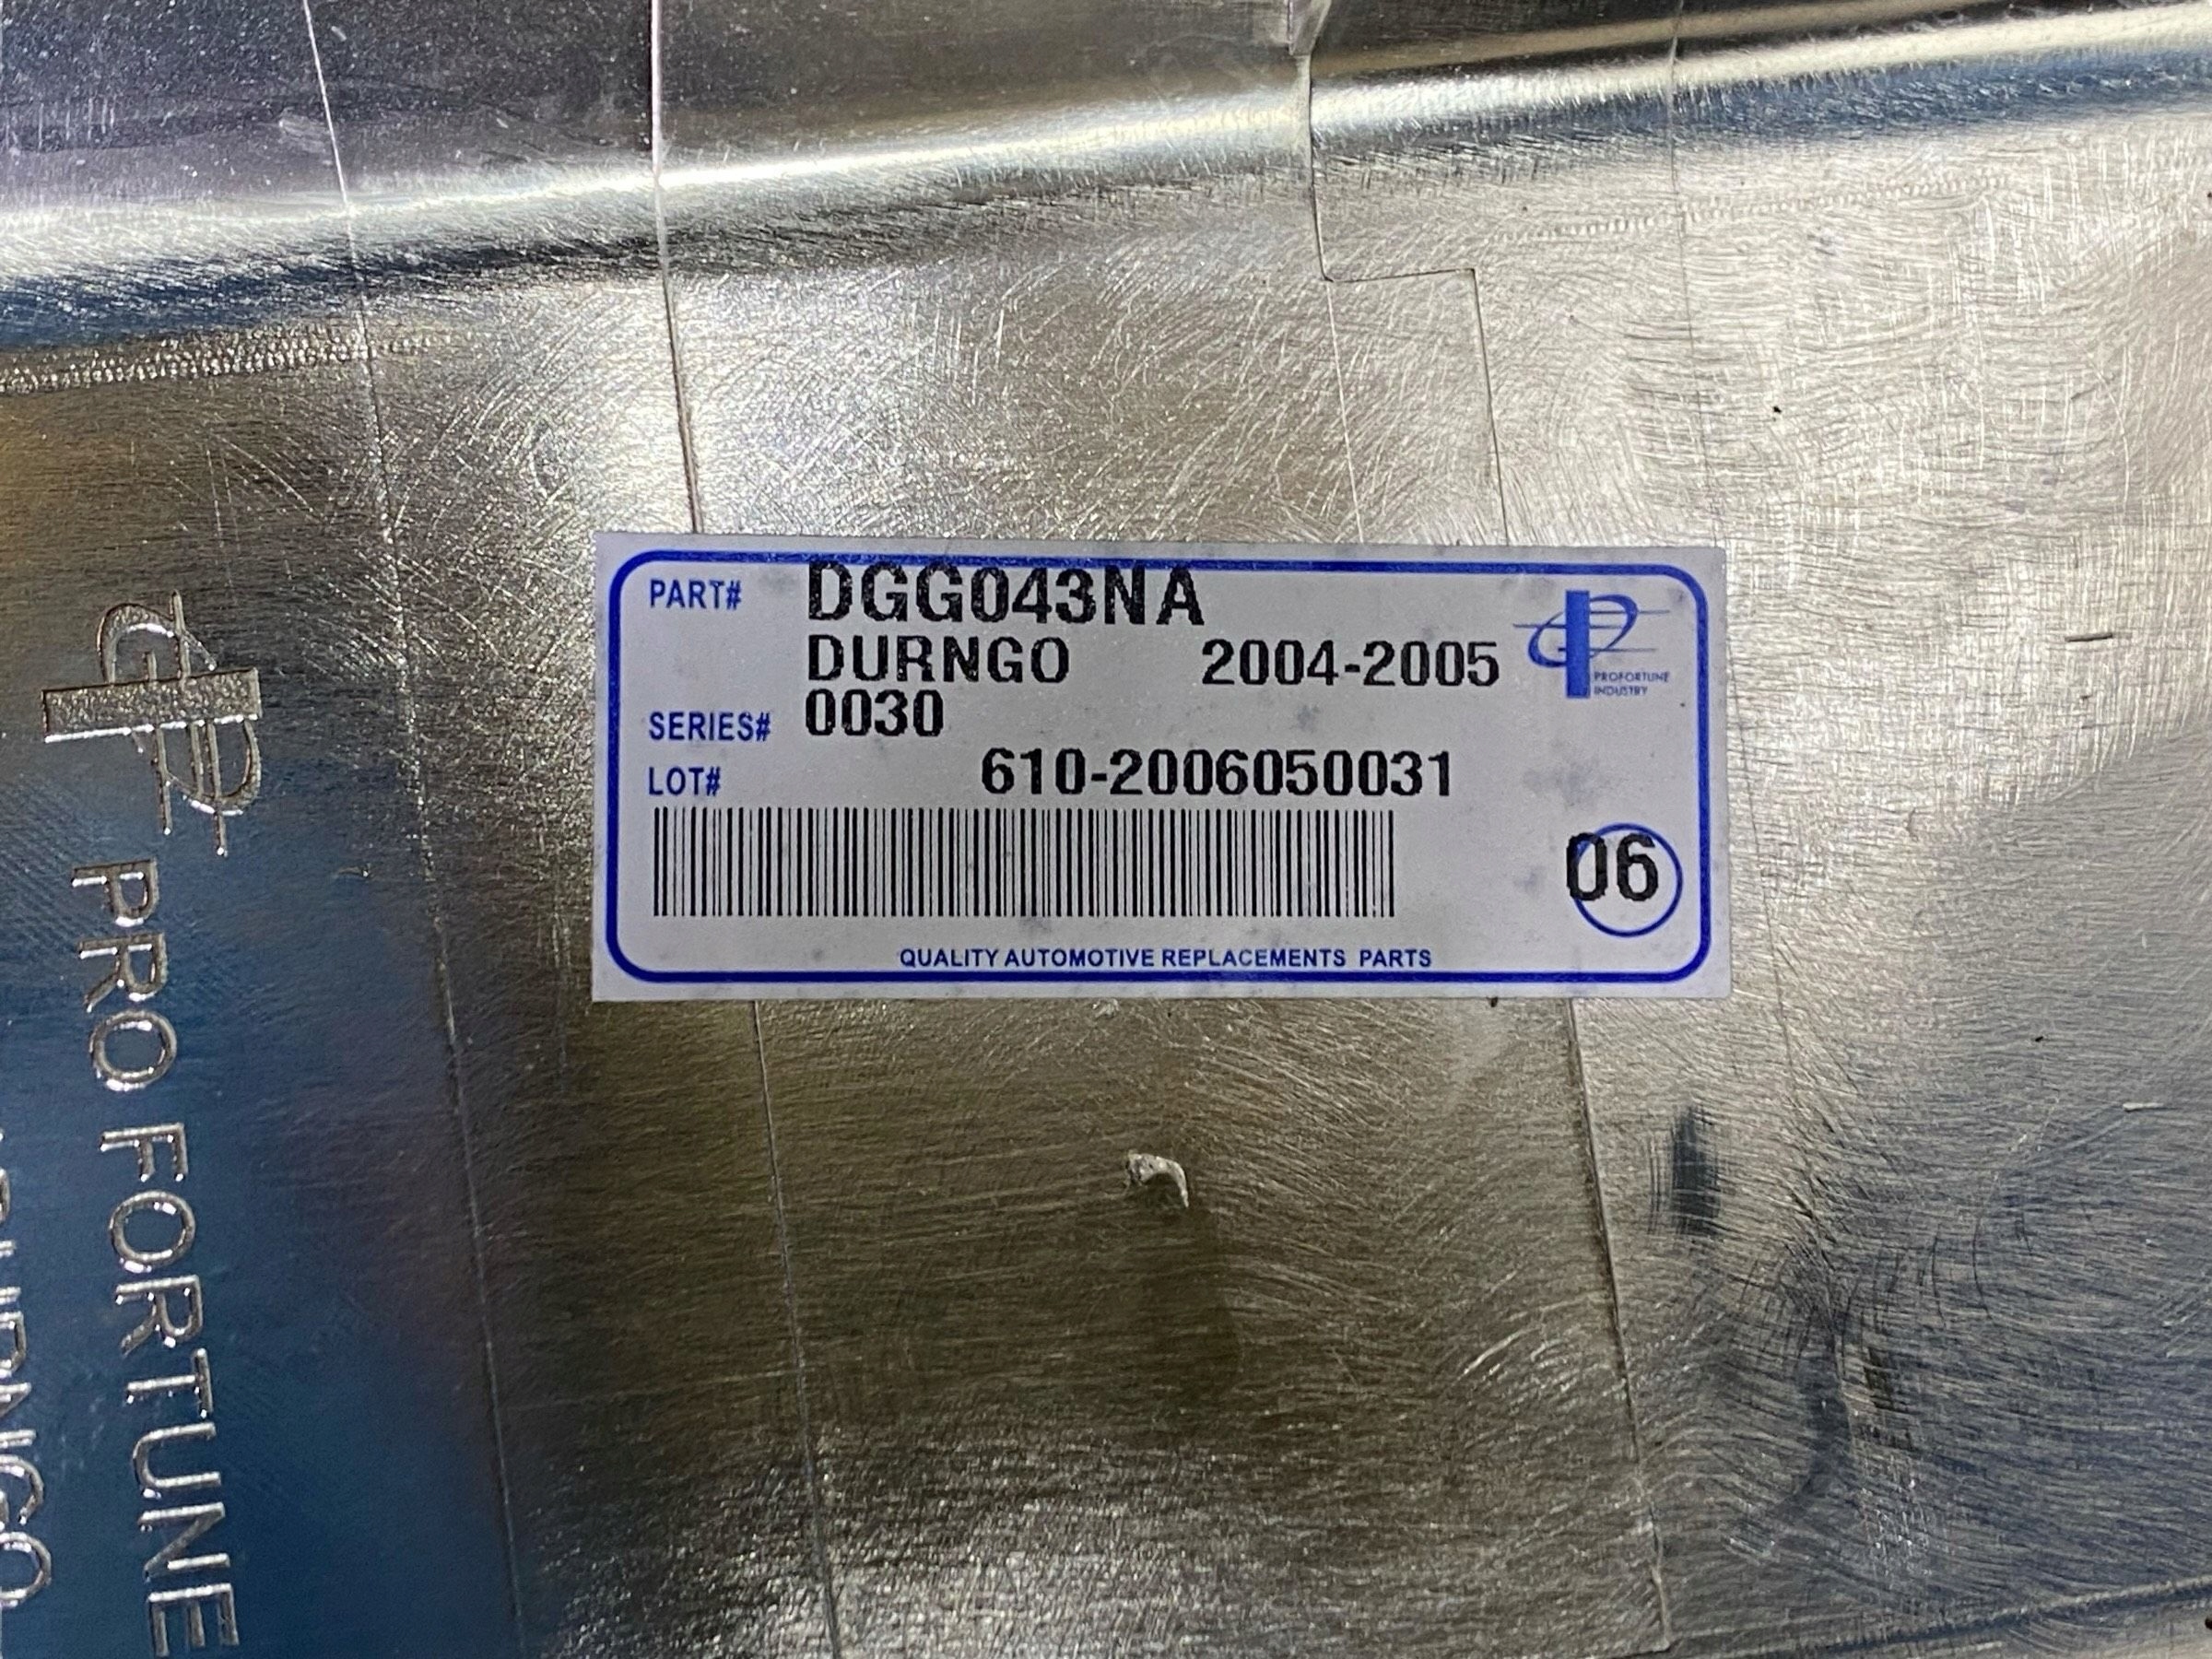 PART# DGG043NA
DURNGO 2004-2005
SERIES# 0030
LOT# 610-2006050031
06
QUALITY AUTOMOTIVE REPLACEMENTS PARTS
PROFORTUNE
INDUSTRY
PRO FORTUNE